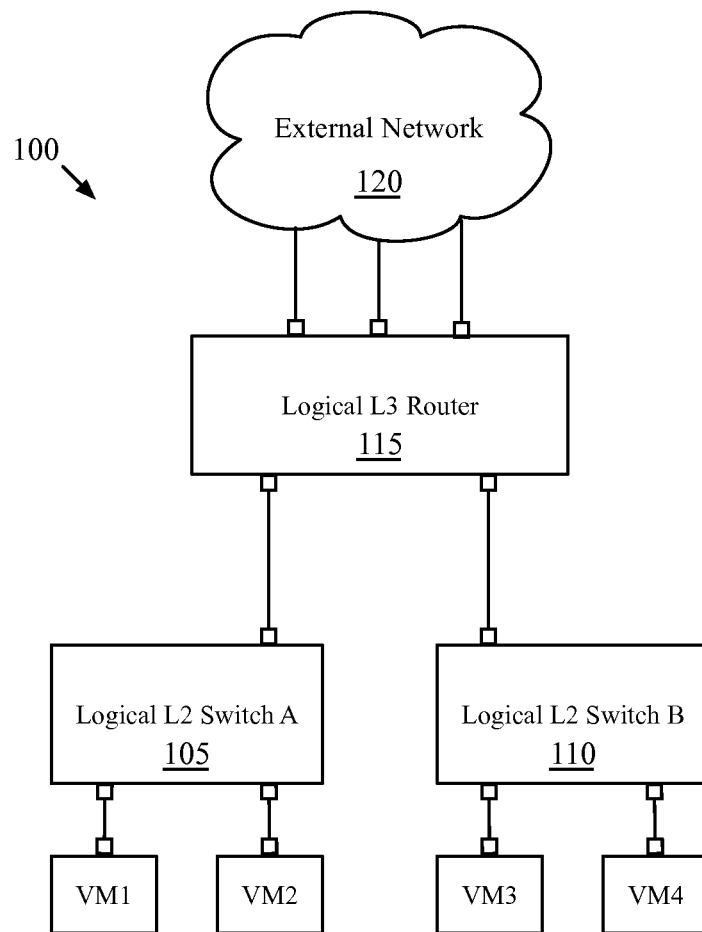 External Network
120
100
Logical L3 Router
115
Logical L2 Switch A
105
Logical L2 Switch B
110
VM1
VM2
VM3
VM4